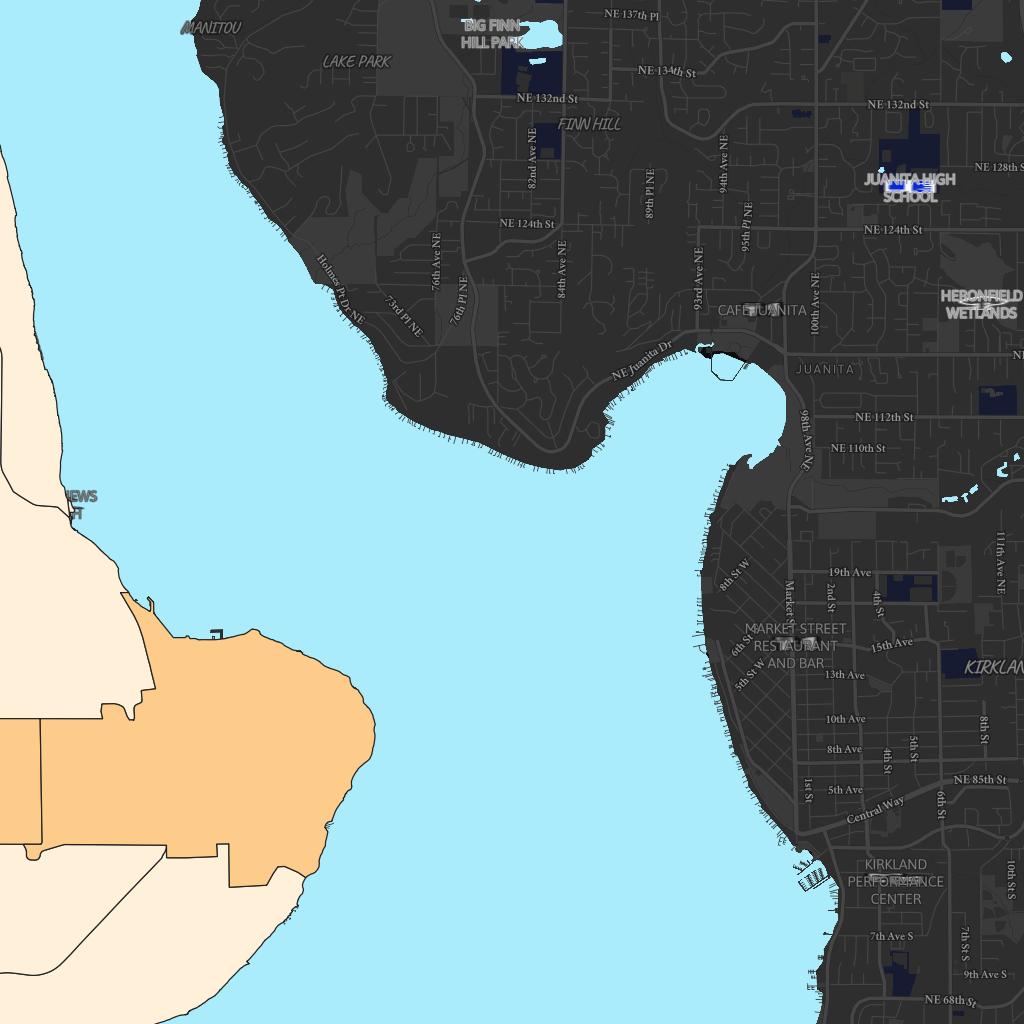 MANITOU
BIG FINN
HILL PARK
NE 137th Pl
LAKE PARK
NE 134th St
NE 132nd St
NE 132nd St
FINN HILL
82nd Ave NE
94th Ave NE
NE 128th S
JUANITA HIGH
SCHOOL
89th Pl NE
95th Pl NE
NE 124th St
NE 124th St
76th Ave NE
84th Ave NE
93rd Ave NE
100th Ave NE
Holmes Pt Dr NE
73rd Pl NE
76th Pl NE
HERONFIELD
WETLANDS
CAFE JUANITA
NE Juanita Dr
JUANITA
98th Ave NE
NE 112th St
NE 110th St
111th Ave NE
8th St W
19th Ave
Market St
2nd St
4th St
MARKET STREET
RESTAURANT
AND BAR
6th St
15th Ave
5th St W
13th Ave
KIRKLAN
10th Ave
8th St
8th Ave
5th St
4th St
NE 85th St
1st St
5th Ave
6th St
Central Way
KIRKLAND
PERFORMANCE
CENTER
10th St S
7th Ave S
7th St S
9th Ave S
NE 68th St